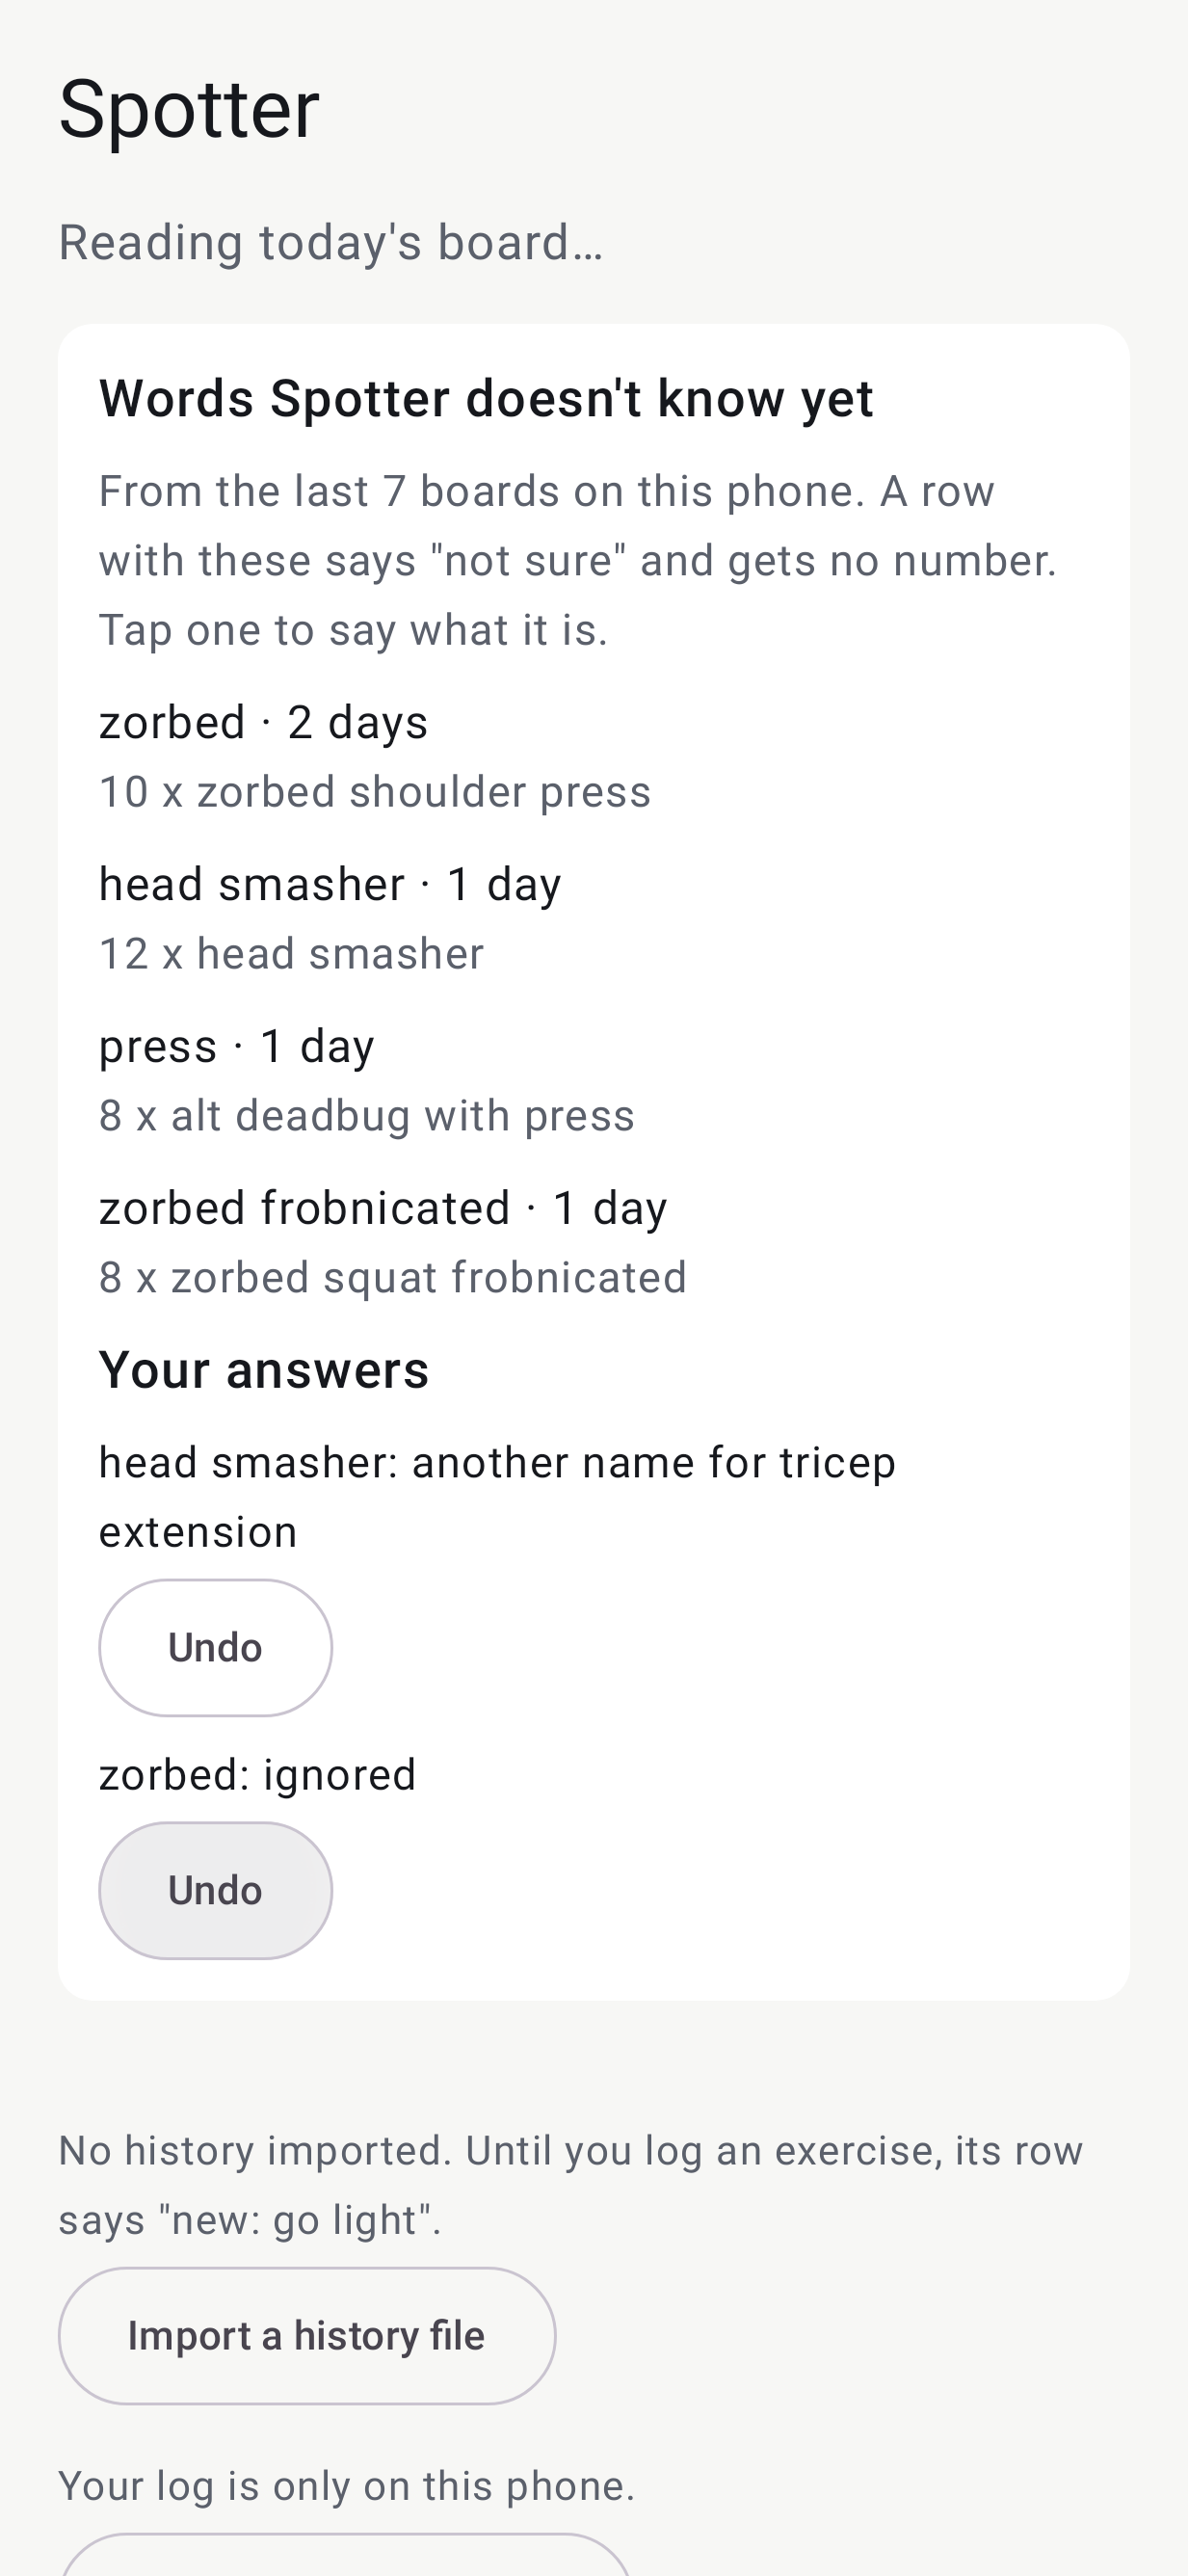 Spotter
Reading today's board…
Words Spotter doesn't know yet
From the last 7 boards on this phone. A row
with these says "not sure" and gets no number.
Tap one to say what it is.
zorbed · 2 days
10 x zorbed shoulder press
head smasher · 1 day
12 x head smasher
press · 1 day
8 x alt deadbug with press
zorbed frobnicated · 1 day
8 x zorbed squat frobnicated
Your answers
head smasher: another name for tricep
extension
Undo
zorbed: ignored
Undo
No history imported. Until you log an exercise, its row
says "new: go light".
Import a history file
Your log is only on this phone.